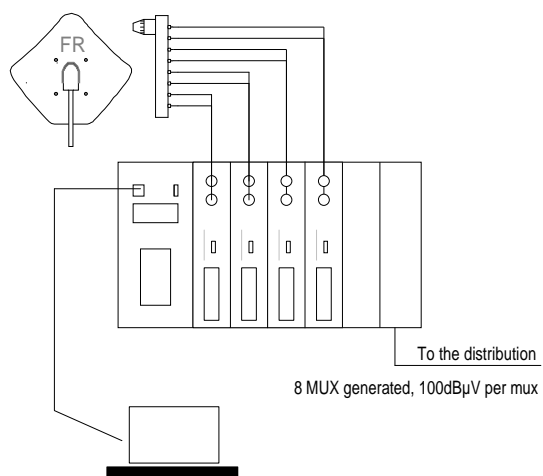 FR
To the distribution
8 MUX generated, 100dBµV per mux